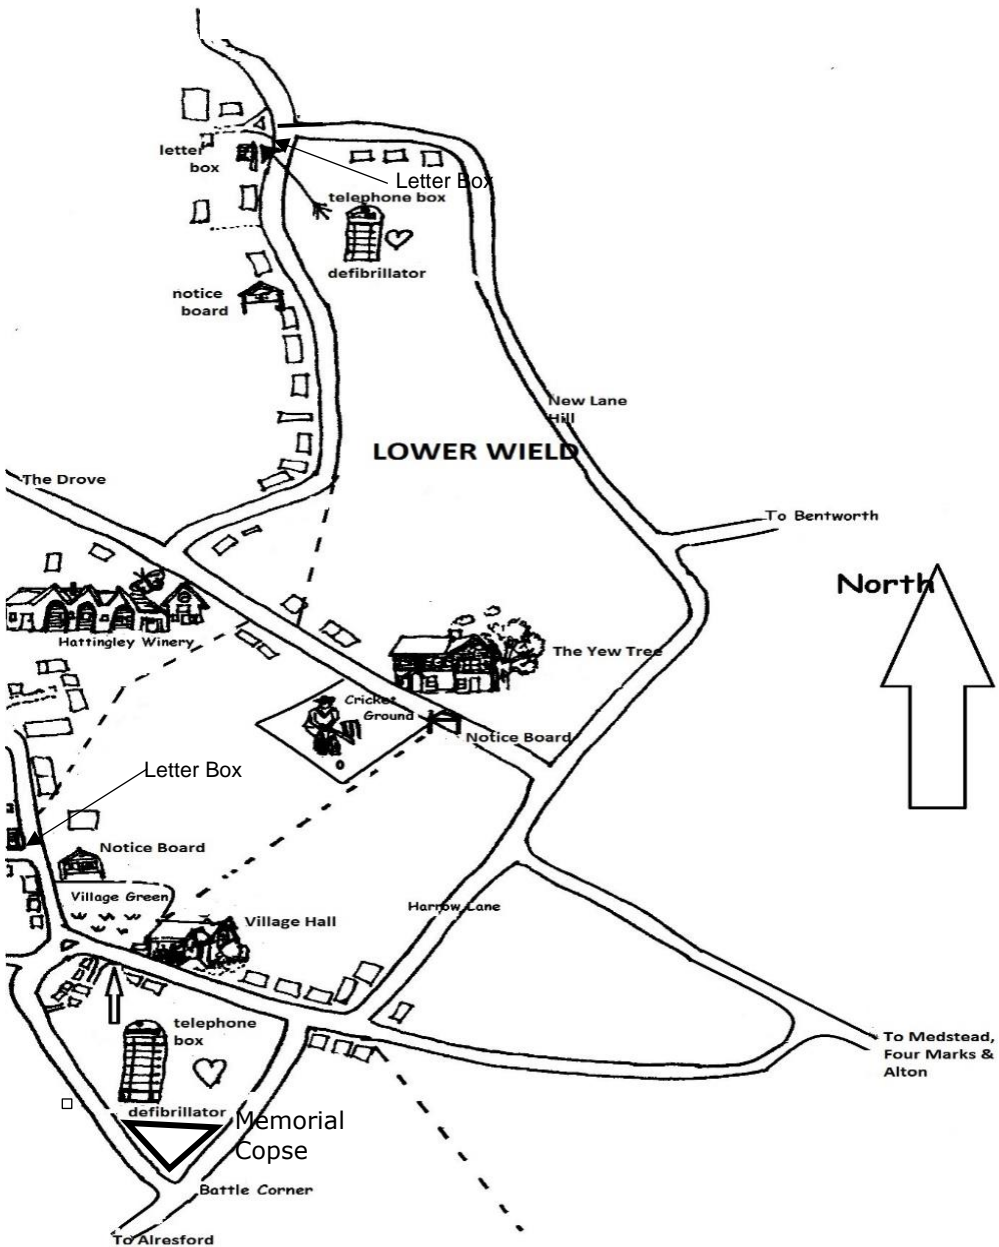 letter
box
Letter Box
telephone box
defibrillator
notice
board
New Lane
Hill
LOWER WIELD
The Drove
To Bentworth
North
Hattingley Winery
The Yew Tree
Cricket
Ground
Notice Board
Letter Box
Notice Board
Village Green
Harrow Lane
Village Hall
telephone
box
To Medstead,
Four Marks &
Alton
defibrillator
Memorial
Copse
Battle Corner
To Alresford